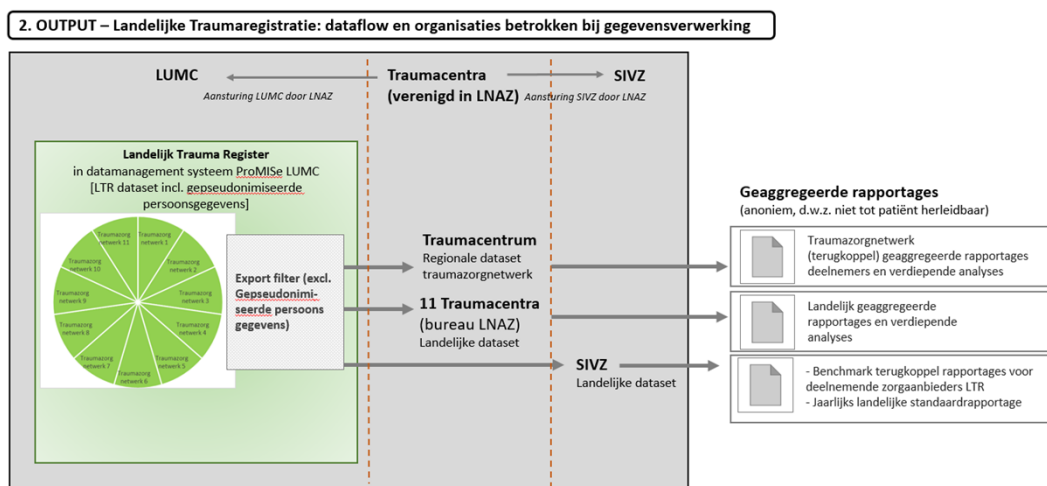 2. OUTPUT – Landelijke Traumaregistratie: dataflow en organisaties betrokken bij gegevensverwerking
LUMC
Aansturing LUMC door LNAZ
Traumacentra
(verenigd in LNAZ)
SIVZ
Aansturing SIVZ door LNAZ
Landelijk Trauma Register
in datamanagement systeem ProMISe LUMC
[LTR dataset incl. gepseudonimiseerde
persoonsgegevens]
Traumazorg
netwerk 11
Traumazorg
netwerk 1
Traumazorg
netwerk 10
Traumazorg
netwerk 2
Traumazorg
netwerk 9
Traumazorg
netwerk 3
Traumazorg
netwerk 8
Traumazorg
netwerk 4
Traumazorg
netwerk 7
Traumazorg
netwerk 6
Traumazorg
netwerk 5
Export filter (excl.
Gepseudonimi-
seerde persoons
gegevens)
Traumacentrum
Regionale dataset
traumazorgnetwerk
11 Traumacentra
(bureau LNAZ)
Landelijke dataset
SIVZ
Landelijke dataset
Geaggregeerde rapportages
(anoniem, d.w.z. niet tot patiënt herleidbaar)
Traumazorgnetwerk
(terugkoppel) geaggregeerde rapportages
deelnemers en verdiepende analyses
Landelijk geaggregeerde
rapportages en verdiepende
analyses
- Benchmark terugkoppel rapportages voor
deelnemende zorgaanbieders LTR
- Jaarlijks landelijke standaardrapportage